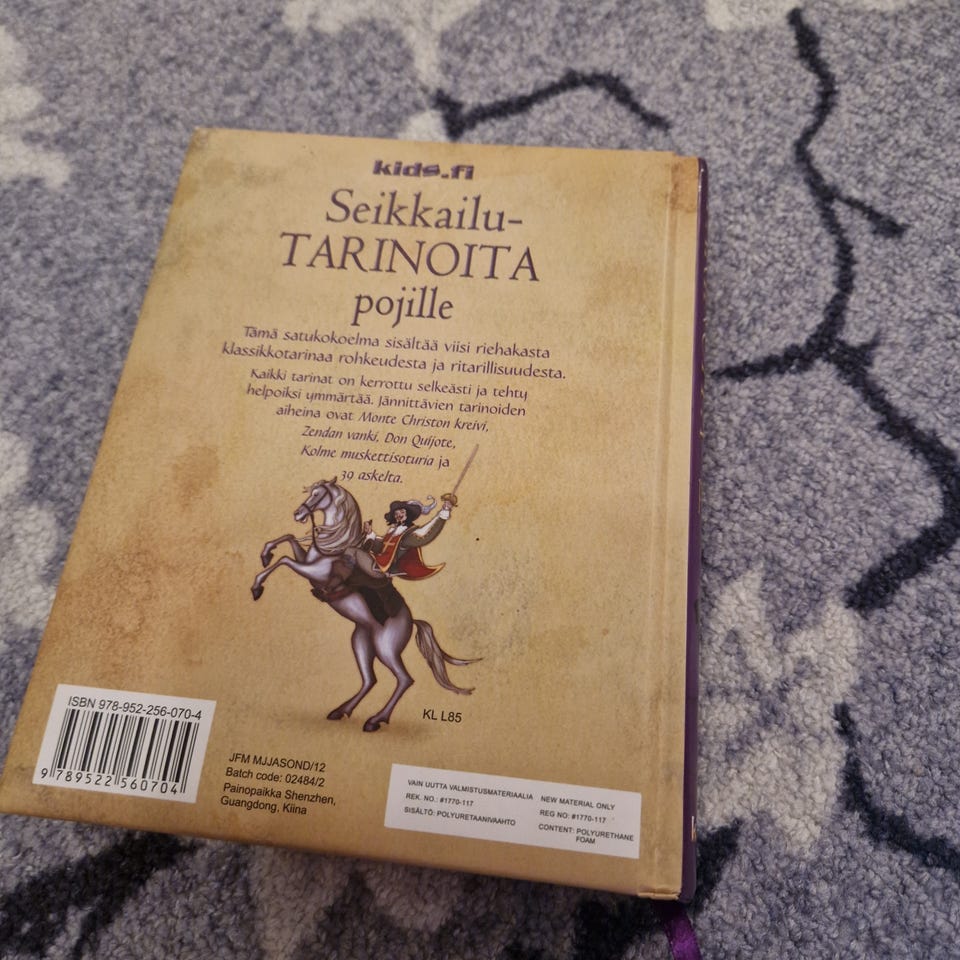 kids.fi
Seikkailu-
TARINOITA
pojille
Tämä satukokoelma sisältää viisi riehakasta
klassikkotarinaa rohkeudesta ja ritarillisuudesta.
Kaikki tarinat on kerrottu selkeästi ja tehty
helpoiksi ymmärtää. Jännittävien tarinoiden
aiheina ovat Monte Christon kreivi,
Zendan vanki, Don Quijote,
Kolme muskettisoturia ja
39 askelta.
KL L85
ISBN 978-952-256-070-4
9 789522 560704
JFM MJJASOND/12
Batch code: 02484/2
Painopaikka Shenzhen,
Guangdong, Kiina
VAIN UUTTA VALMISTUSMATERIAALIA
REK. NO.: #1770-117
SISÄLTÖ: POLYURETAANIVAAHTO
NEW MATERIAL ONLY
REG NO: #1770-117
CONTENT: POLYURETHANE
FOAM